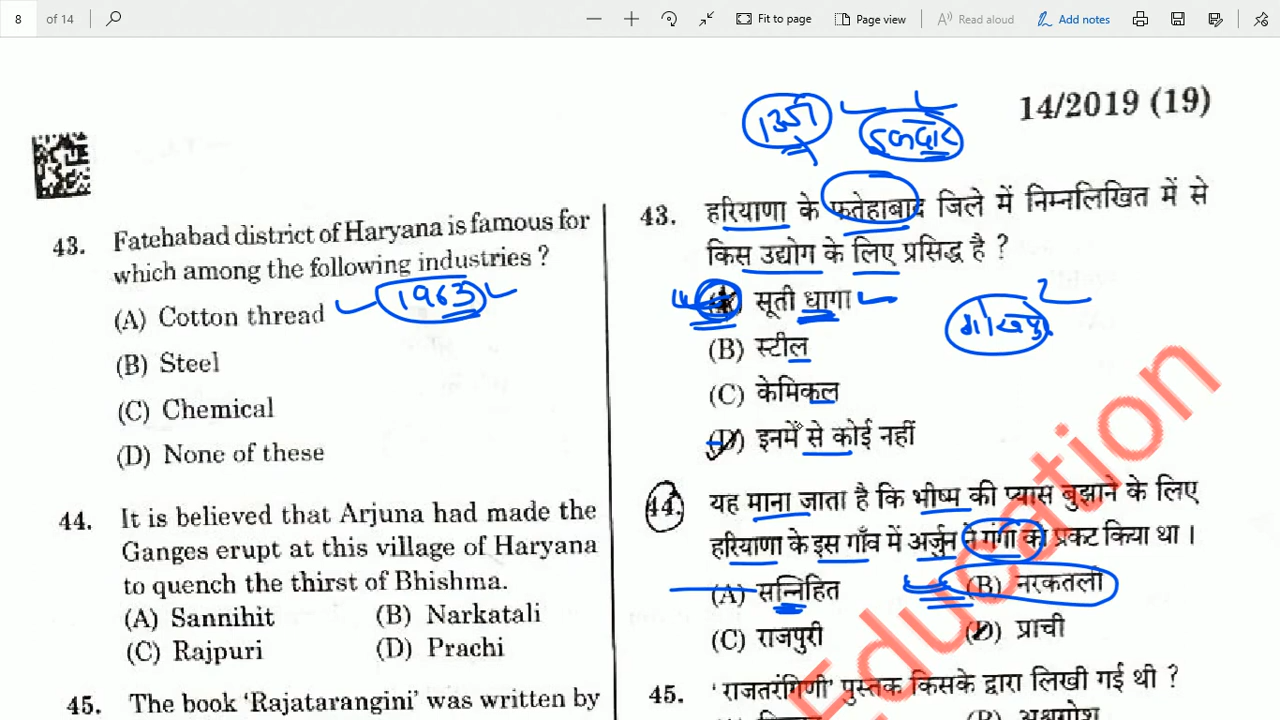 8 of 14
Fit to page
Page view
Read aloud
Add notes
14/2019 (19)
1357
43. Fatehabad district of Haryana is famous for
which among the following industries ?
1963
(A) Cotton thread
(B) Steel
(C) Chemical
(D) None of these
44. It is believed that Arjuna had made the
Ganges erupt at this village of Haryana
to quench the thirst of Bhishma.
(A) Sannihit (B) Narkatali
(C) Rajpuri (D) Prachi
45. The book 'Rajatarangini' was written by
43. हरियाणा के फतेहाबाद जिले में निम्नलिखित में से
किस उद्योग के लिए प्रसिद्ध है ?
सूती धागा
(B) स्टील
(C) केमिकल
(D) इनमें से कोई नहीं
44. यह माना जाता है कि भीष्म की प्यास बुझाने के लिए
हरियाणा के इस गाँव में अर्जुन ने गंगा को प्रकट किया था ।
(A) सन्निहित (B) नरकतली
(C) राजपुरी (D) प्राची
45. 'राजतरंगिणी' पुस्तक किसके द्वारा लिखी गई थी ?
Education